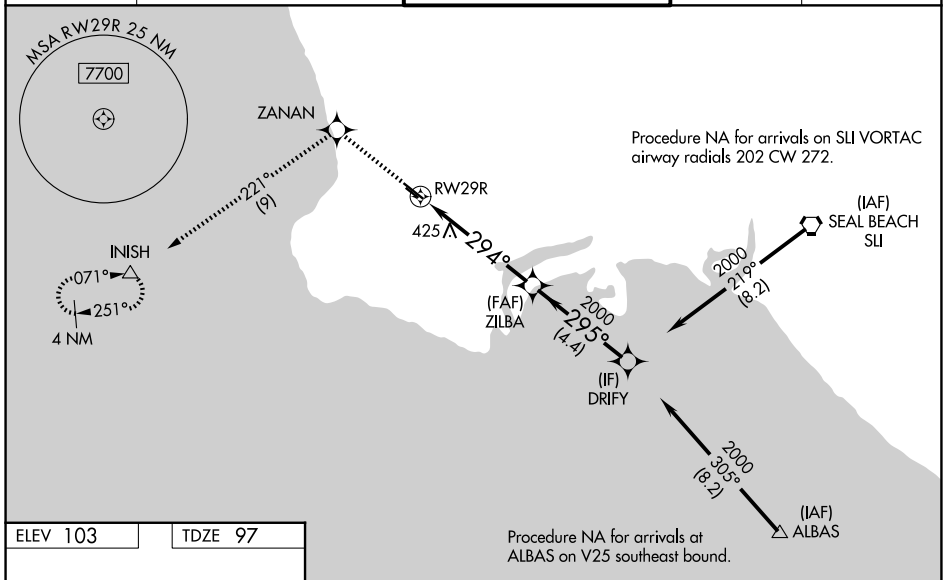 MSA RW29R 25 NM
7700
ZANAN
Procedure NA for arrivals on SLI VORTAC
airway radials 202 CW 272.
221°
(9)
RW29R
425
294°
(IAF)
SEAL BEACH
SLI
2000
219°
(8.2)
INISH
071°
251°
4 NM
(FAF)
ZILBA
2000
295°
(4.4)
(IF)
DRIFY
2000
305°
(8.2)
(IAF)
ALBAS
Procedure NA for arrivals at
ALBAS on V25 southeast bound.
ELEV 103
TDZE 97